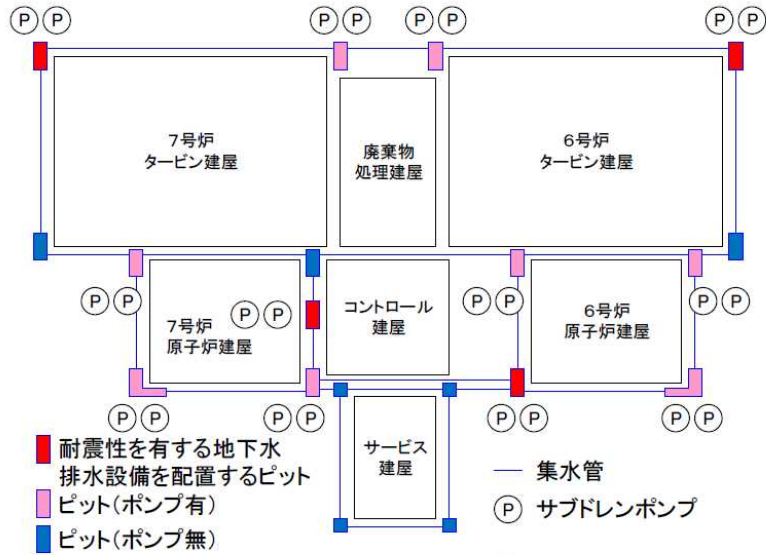 P P P P P P P P
7号炉
タービン建屋
廃棄物
処理建屋
6号炉
タービン建屋
P P P P P P P P
7号炉
原子炉建屋
コントロール
建屋
6号炉
原子炉建屋
P P P P P P P P
耐震性を有する地下水
排水設備を配置するピット
ピット(ポンプ有)
ピット(ポンプ無)
サービス
建屋
集水管
P サブドレンポンプ